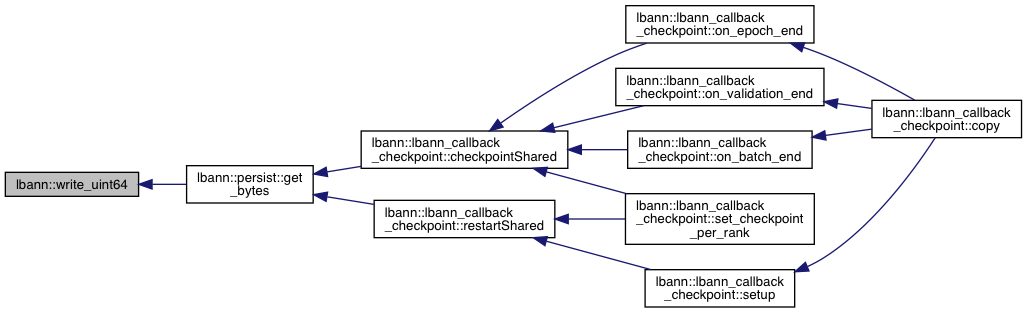 lbann::write_uint64
lbann::persist::get
_bytes
lbann::lbann_callback
_checkpoint::checkpointShared
lbann::lbann_callback
_checkpoint::restartShared
lbann::lbann_callback
_checkpoint::on_epoch_end
lbann::lbann_callback
_checkpoint::on_validation_end
lbann::lbann_callback
_checkpoint::on_batch_end
lbann::lbann_callback
_checkpoint::set_checkpoint
_per_rank
lbann::lbann_callback
_checkpoint::setup
lbann::lbann_callback
_checkpoint::copy